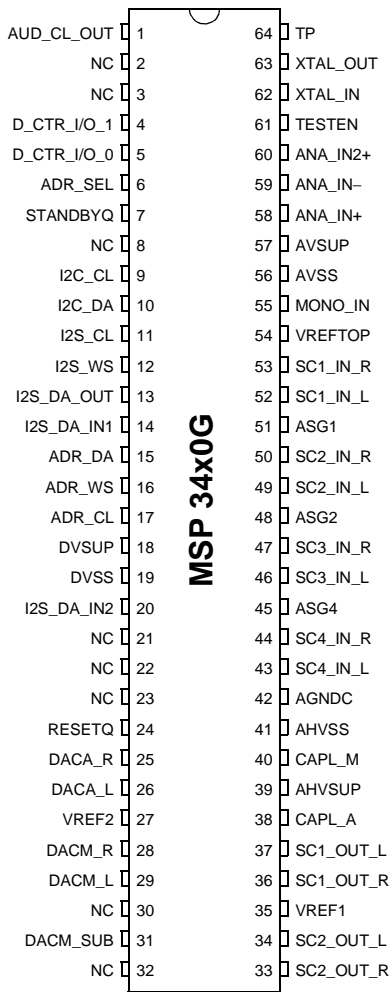 AUD_CL_OUT 1 64 TP
NC 2 63 XTAL_OUT
NC 3 62 XTAL_IN
D_CTR_I/O_1 4 61 TESTEN
D_CTR_I/O_0 5 60 ANA_IN2+
ADR_SEL 6 59 ANA_IN−
STANDBYQ 7 58 ANA_IN+
NC 8 57 AVSUP
I2C_CL 9 56 AVSS
I2C_DA 10 55 MONO_IN
I2S_CL 11 54 VREFTOP
I2S_WS 12 53 SC1_IN_R
I2S_DA_OUT 13 52 SC1_IN_L
I2S_DA_IN1 14 51 ASG1
ADR_DA 15 50 SC2_IN_R
ADR_WS 16 49 SC2_IN_L
ADR_CL 17 48 ASG2
DVSUP 18 47 SC3_IN_R
DVSS 19 46 SC3_IN_L
I2S_DA_IN2 20 45 ASG4
NC 21 44 SC4_IN_R
NC 22 43 SC4_IN_L
NC 23 42 AGNDC
RESETQ 24 41 AHVSS
DACA_R 25 40 CAPL_M
DACA_L 26 39 AHVSUP
VREF2 27 38 CAPL_A
DACM_R 28 37 SC1_OUT_L
DACM_L 29 36 SC1_OUT_R
NC 30 35 VREF1
DACM_SUB 31 34 SC2_OUT_L
NC 32 33 SC2_OUT_R
MSP 34x0G